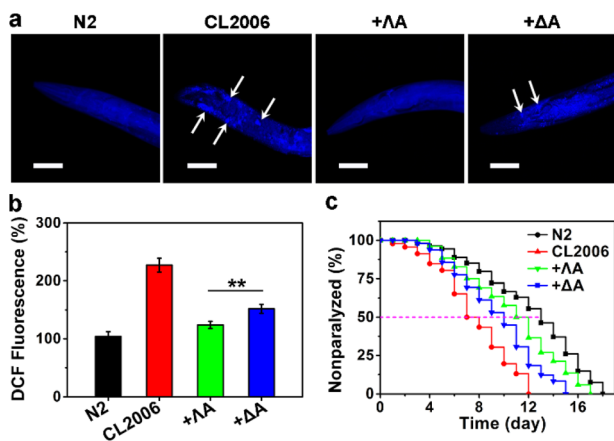 a
N2
CL2006
+ΛA
+ΔA
b
DCF Fluorescence (%)
300
200
100
0
**
N2
CL2006
+ΛA
+ΔA
c
Nonparalyzed (%)
100
75
50
25
0
N2
CL2006
+ΛA
+ΔA
0
4
8
12
16
Time (day)